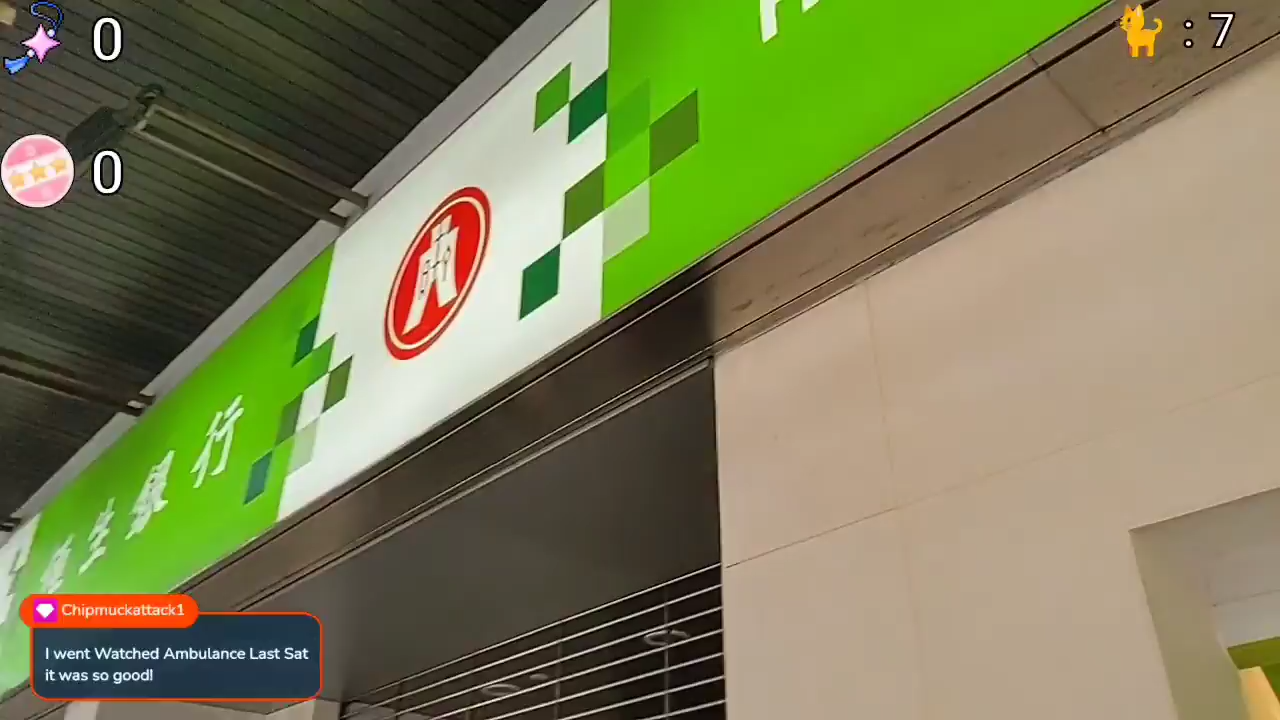 0
: 7
0
生銀行
Chipmuckattack1
I went Watched Ambulance Last Sat
it was so good!